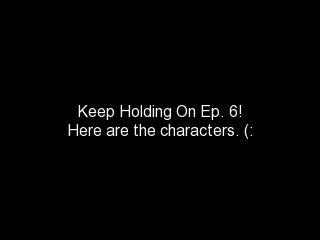 Keep Holding On Ep. 6!
Here are the characters. (: